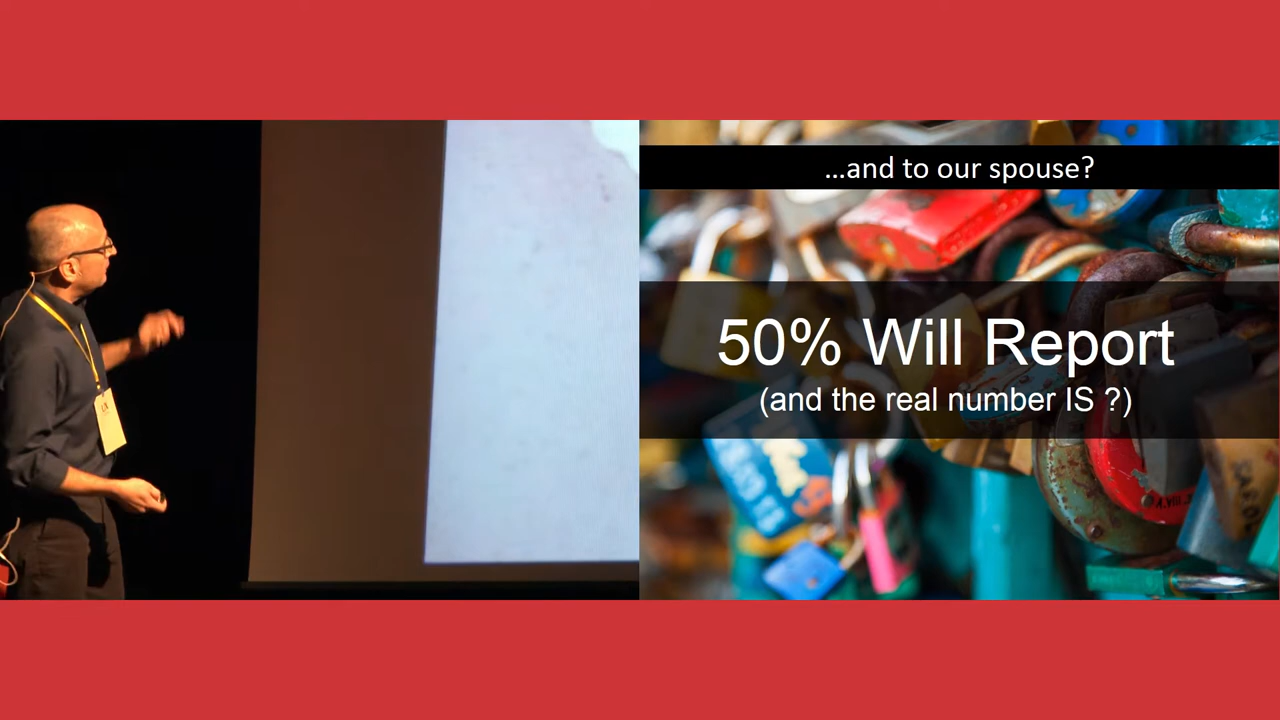 ...and to our spouse?
50% Will Report
(and the real number IS ?)